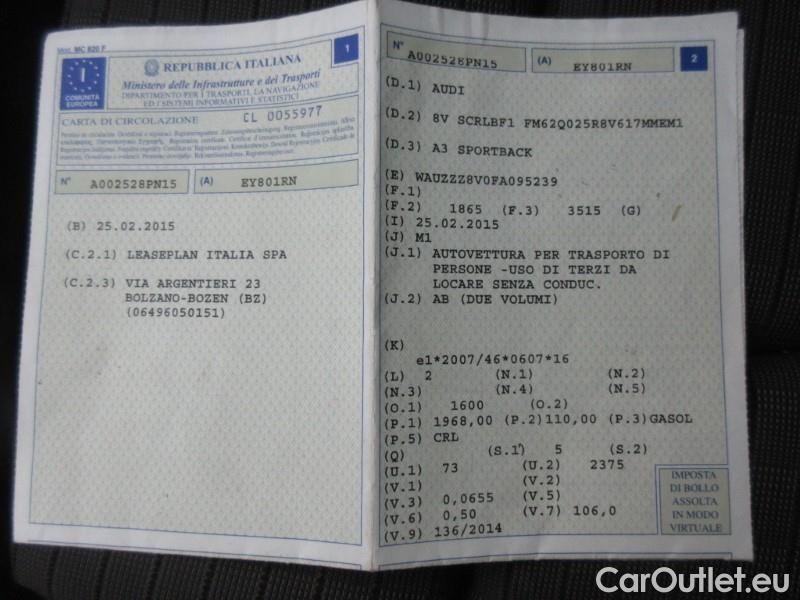 Mod. MC 820 F
1
I
COMUNITÀ
EUROPEA
REPUBBLICA ITALIANA
Ministero delle Infrastrutture e dei Trasporti
DIPARTIMENTO PER I TRASPORTI, LA NAVIGAZIONE
ED I SISTEMI INFORMATIVI E STATISTICI
CARTA DI CIRCOLAZIONE
CL 0055977
N° A002528PN15 (A) EY801RN
(B) 25.02.2015
(C.2.1) LEASEPLAN ITALIA SPA
(C.2.3) VIA ARGENTIERI 23
BOLZANO-BOZEN (BZ)
(06496050151)
N° A002528PN15 (A) EY801RN
2
(D.1) AUDI
(D.2) 8V SCRLBF1 FM62Q025R8V617MMEM1
(D.3) A3 SPORTBACK
(E) WAUZZZ8V0FA095239
(F.1)
(F.2) 1865 (F.3) 3515 (G)
(I) 25.02.2015
(J) M1
(J.1) AUTOVETTURA PER TRASPORTO DI
PERSONE -USO DI TERZI DA
LOCARE SENZA CONDUC.
(J.2) AB (DUE VOLUMI)
(K)
e1*2007/46*0607*16
(L) 2 (N.1) (N.2)
(N.3) (N.4) (N.5)
(O.1) 1600 (O.2)
(P.1) 1968,00 (P.2)110,00 (P.3)GASOL
(P.5) CRL
(Q) (S.1) 5 (S.2)
(U.1) 73 (U.2) 2375
(V.1) (V.2)
(V.3) 0,0655 (V.5)
(V.6) 0,50 (V.7) 106,0
(V.9) 136/2014
IMPOSTA
DI BOLLO
ASSOLTA
IN MODO
VIRTUALE
CarOutlet.eu